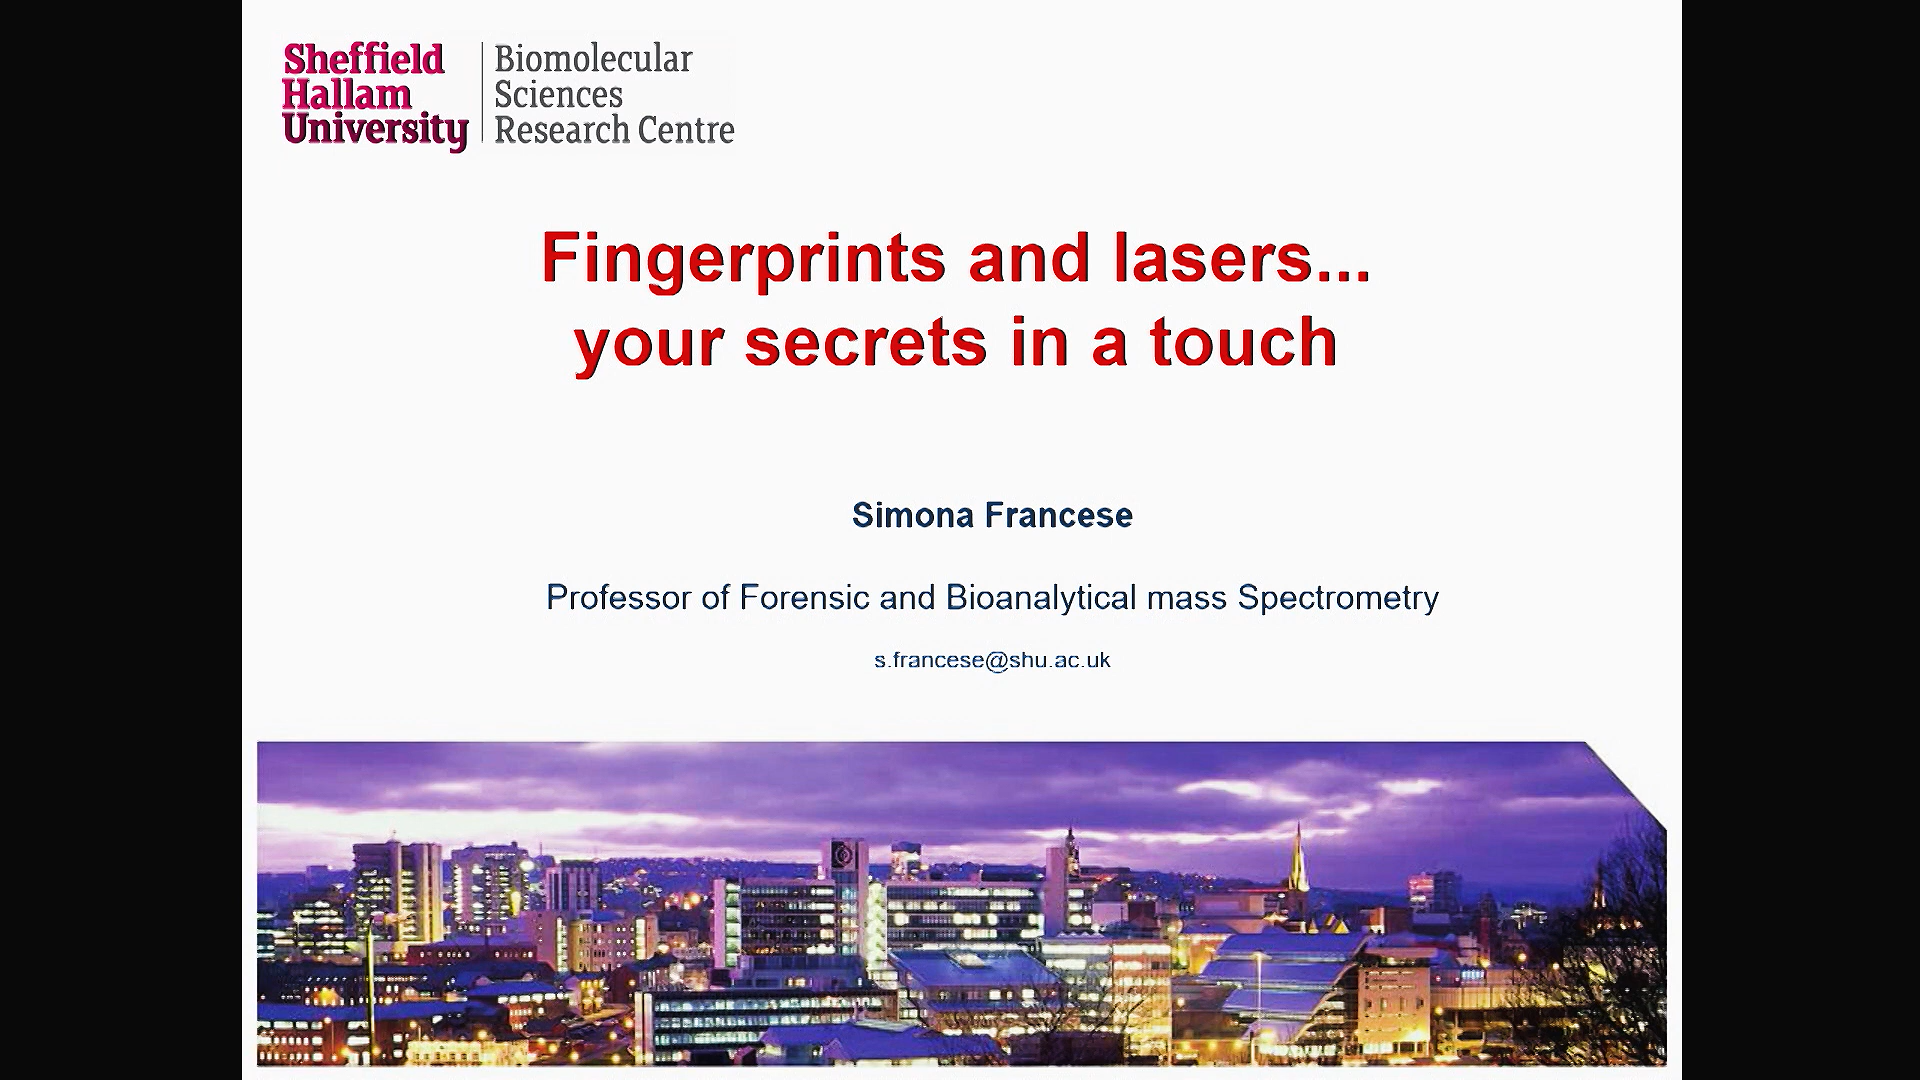 Sheffield
Hallam
University
Biomolecular
Sciences
Research Centre
Fingerprints and lasers...
your secrets in a touch
Simona Francese
Professor of Forensic and Bioanalytical mass Spectrometry
s.francese@shu.ac.uk